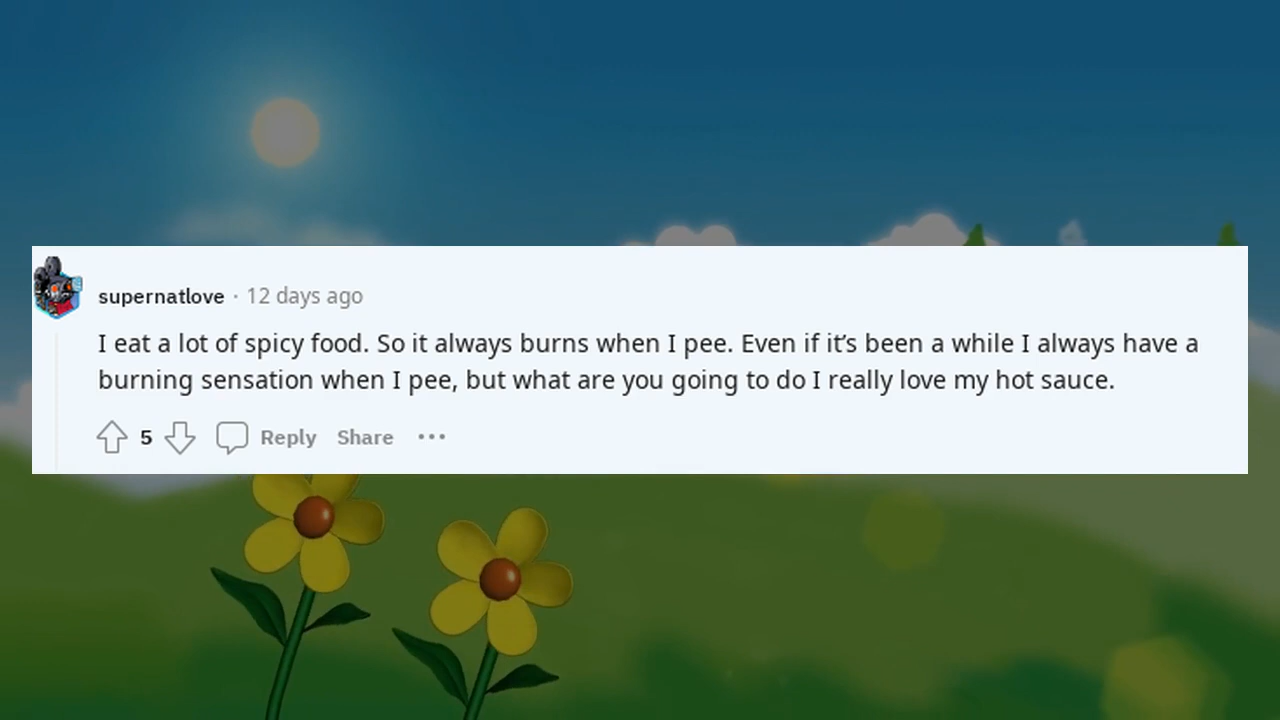 supernatlove · 12 days ago
I eat a lot of spicy food. So it always burns when I pee. Even if it’s been a while I always have a
burning sensation when I pee, but what are you going to do I really love my hot sauce.
5 Reply Share •••